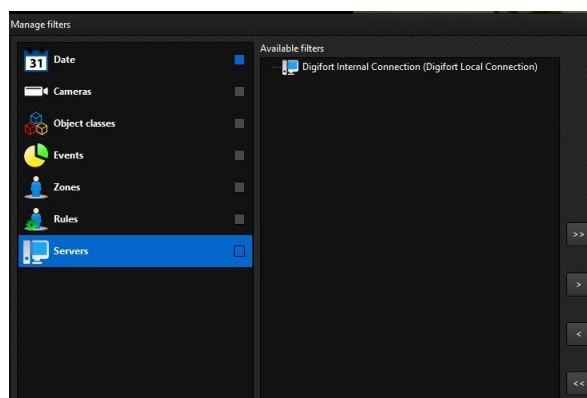 Manage filters
Available filters
31 Date
Digifort Internal Connection (Digifort Local Connection)
Cameras
Object classes
Events
Zones
Rules
Servers
>>
>
<
<<